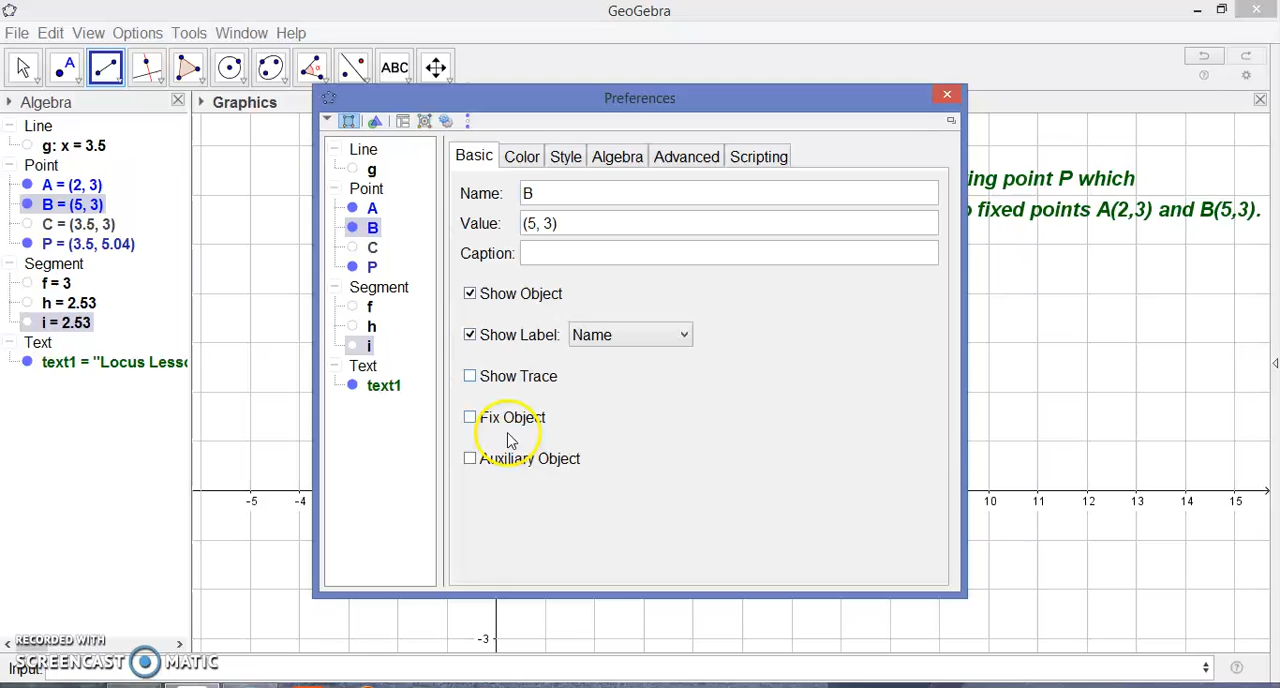 GeoGebra
File Edit View Options Tools Window Help
ABC
Algebra
Graphics
Preferences
Line
g: x = 3.5
Point
A = (2, 3)
B = (5, 3)
C = (3.5, 3)
P = (3.5, 5.04)
Segment
f = 3
h = 2.53
i = 2.53
Text
text1 = "Locus Less
Line
g
Point
A
B
C
P
Segment
f
h
i
Text
text1
Basic Color Style Algebra Advanced Scripting
Name: B
Value: (5, 3)
Caption:
Show Object
Show Label: Name
Show Trace
Fix Object
Auxiliary Object
ing point P which
fixed points A(2,3) and B(5,3).
-5 -4 10 11 12 13 14 15
-3
RECORDED WITH
SCREENCAST MATIC
Input: